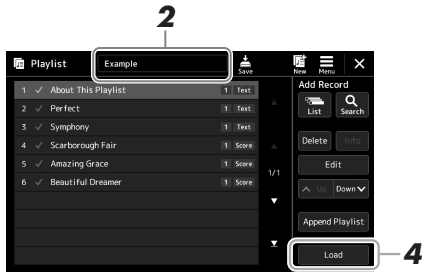 2
Playlist Example Save New Menu
1 About This Playlist 1 Text
2 Perfect 1 Text
3 Symphony 1 Text
4 Scarborough Fair 1 Score
5 Amazing Grace 1 Score
6 Beautiful Dreamer 1 Score
1/1
Add Record
List Search
Delete Info
Edit
Up Down
Append Playlist
Load
4